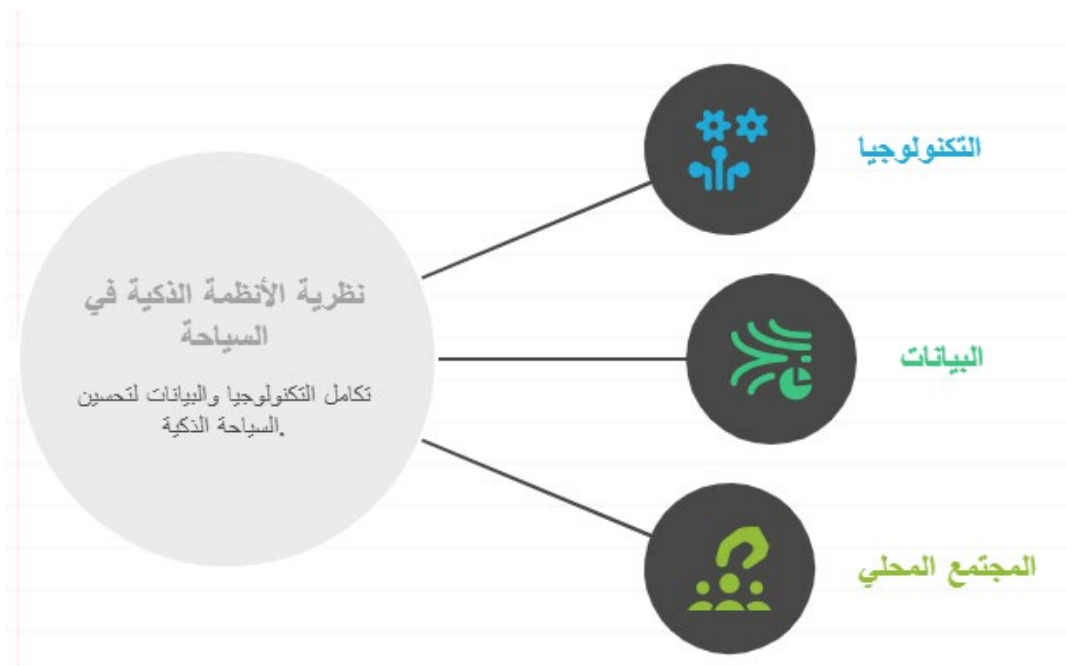 نظرية الأنظمة الذكية في
السياحة
تكامل التكنولوجيا والبيانات لتحسين
السياحة الذكية.
التكنولوجيا
البيانات
المجتمع المحلي